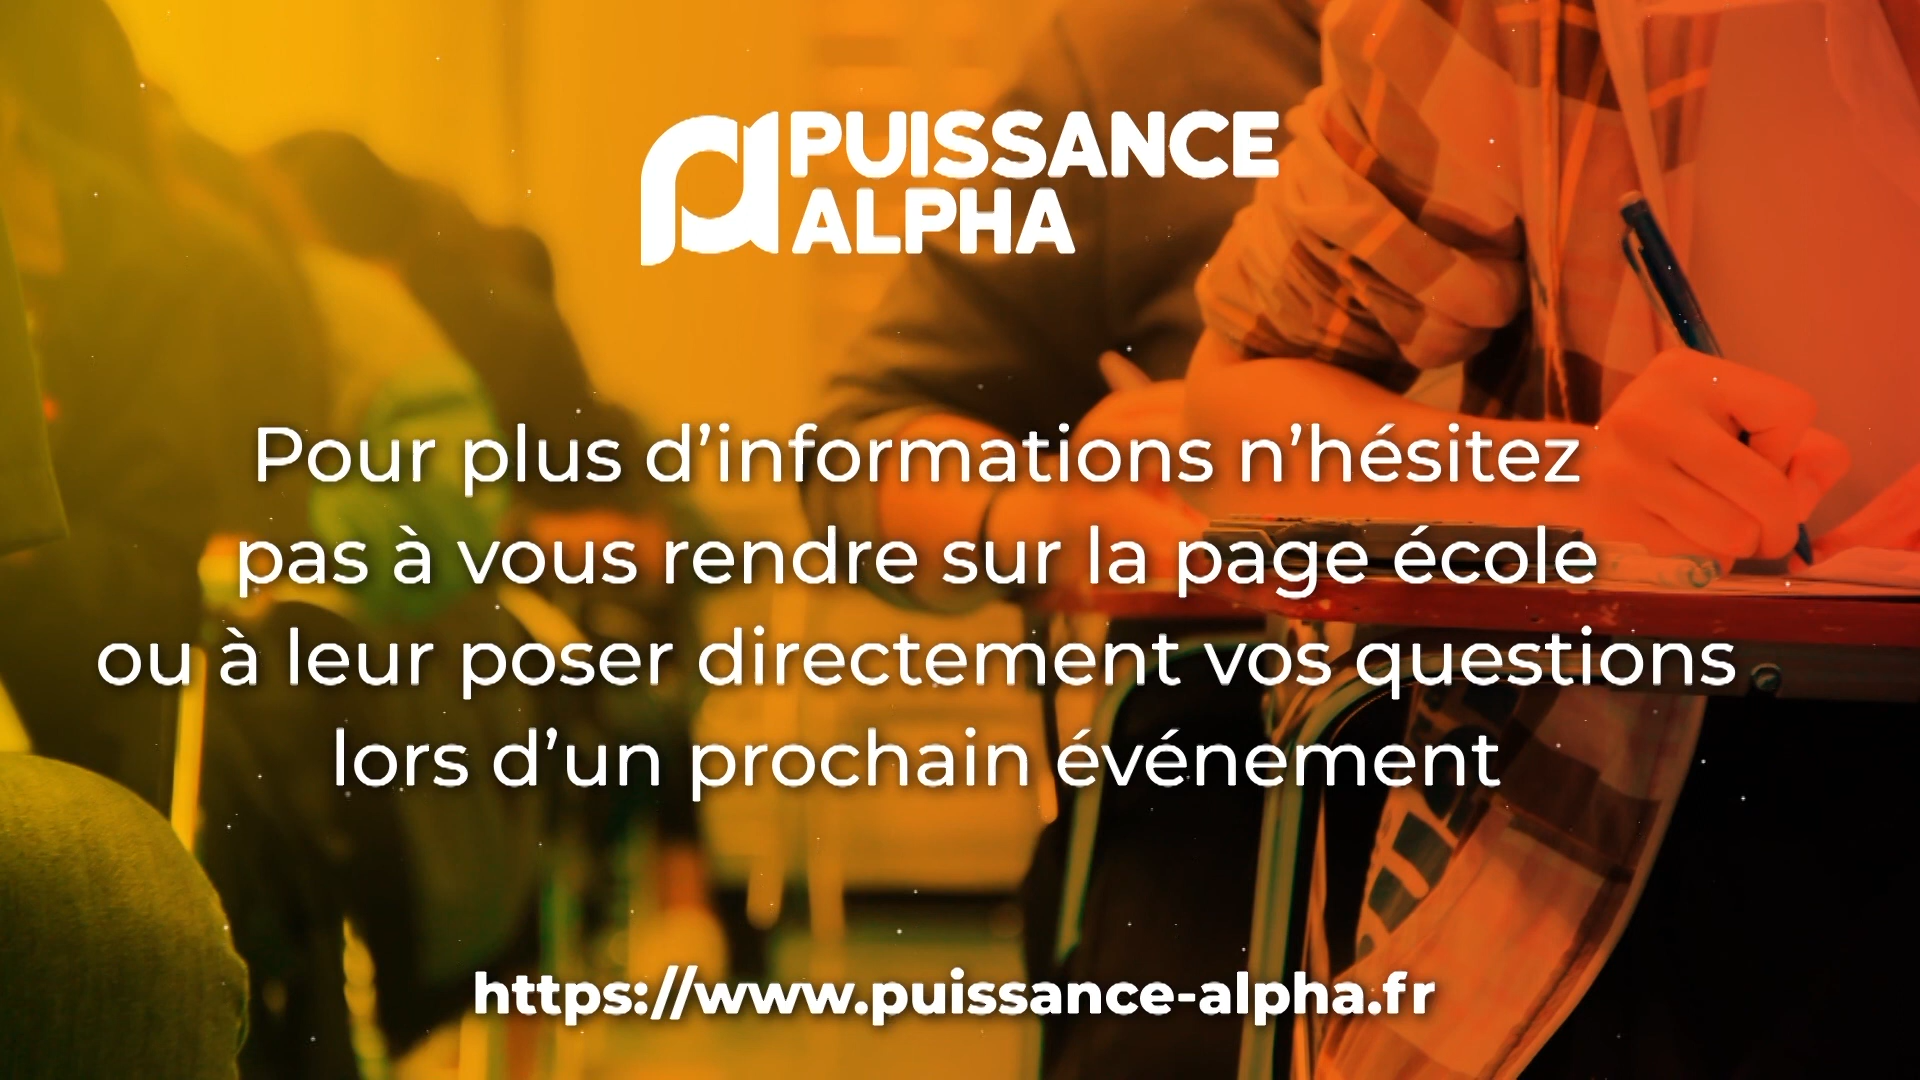 PUISSANCE
ALPHA
Pour plus d’informations n’hésitez
pas à vous rendre sur la page école
ou à leur poser directement vos questions
lors d’un prochain événement
https://www.puissance-alpha.fr